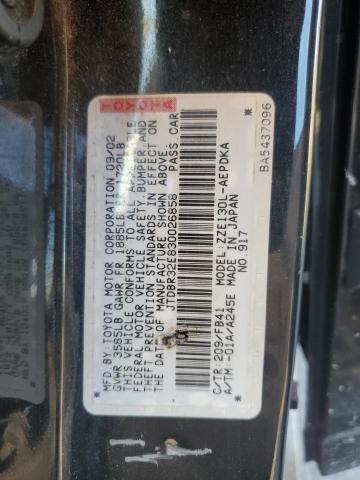 TOYOTA
MFD. BY TOYOTA MOTOR CORPORATION 09/02
GVWR 3585LB GAWR FR 1885LB RR 1720LB
THIS VEHICLE CONFORMS TO ALL APPLICABLE
FEDERAL MOTOR VEHICLE SAFETY, BUMPER, AND
THEFT PREVENTION STANDARDS IN EFFECT ON
THE DATE OF MANUFACTURE SHOWN ABOVE.
JTDBR32E830026858 PASS CAR
C/TR:209/FB41 MODEL:ZZE130L-AEPDKA
A/TM:-01A/A245E MADE IN JAPAN
NO.917
BA5437096